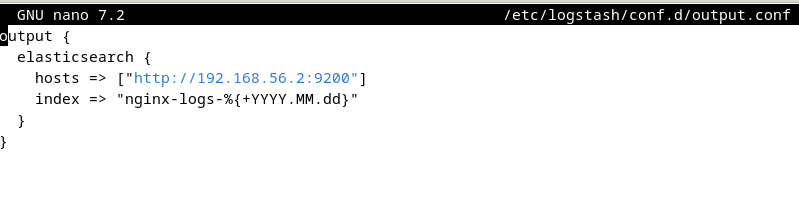 GNU nano 7.2 /etc/logstash/conf.d/output.conf
output {
  elasticsearch {
    hosts => ["http://192.168.56.2:9200"]
    index => "nginx-logs-%{+YYYY.MM.dd}"
  }
}